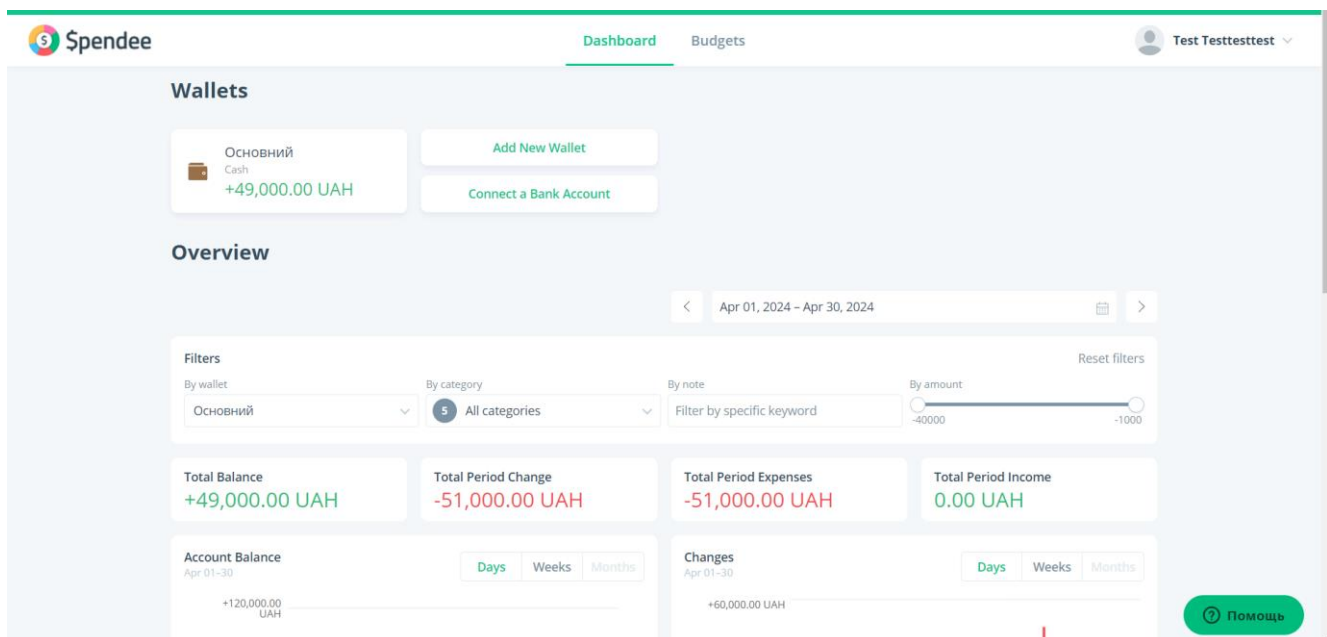 $pendee
Dashboard Budgets
Test Testtesttest
Wallets
Основний
Cash
+49,000.00 UAH
Add New Wallet
Connect a Bank Account
Overview
Apr 01, 2024 – Apr 30, 2024
Filters
Reset filters
By wallet By category By note By amount
Основний 5 All categories Filter by specific keyword
-40000 -1000
Total Balance Total Period Change Total Period Expenses Total Period Income
+49,000.00 UAH -51,000.00 UAH -51,000.00 UAH 0.00 UAH
Account Balance
Apr 01–30
Days Weeks Months
+120,000.00
UAH
Changes
Apr 01–30
Days Weeks Months
+60,000.00 UAH
Помощь